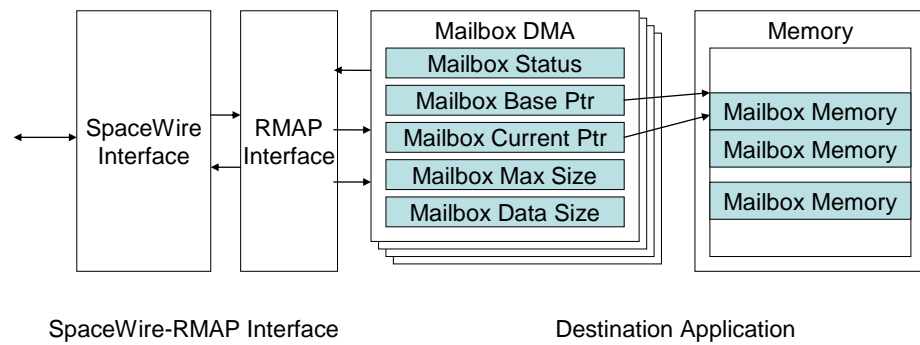 Mailbox DMA
Memory
Mailbox Status
Mailbox Base Ptr
Mailbox Current Ptr
Mailbox Max Size
Mailbox Data Size
SpaceWire
Interface
RMAP
Interface
Mailbox Memory
Mailbox Memory
Mailbox Memory
SpaceWire-RMAP Interface
Destination Application